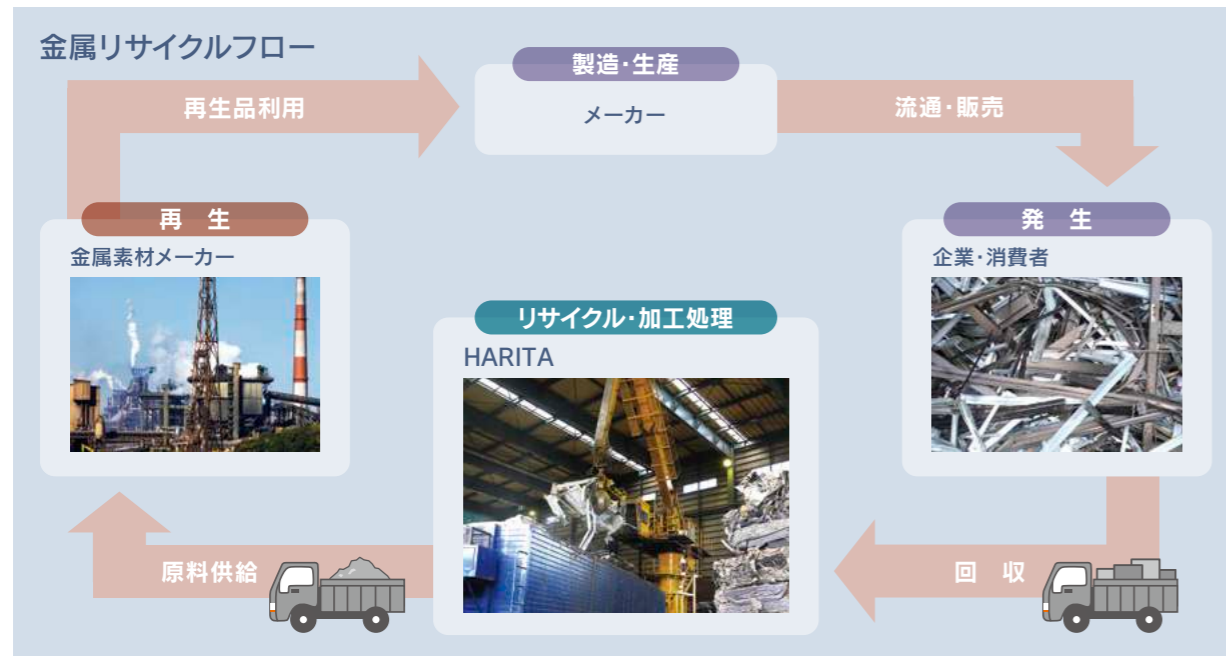 金属リサイクルフロー
製造・生産
メーカー
再生品利用
流通・販売
再　生
金属素材メーカー
発　生
企業・消費者
リサイクル・加工処理
HARITA
原料供給
回　収